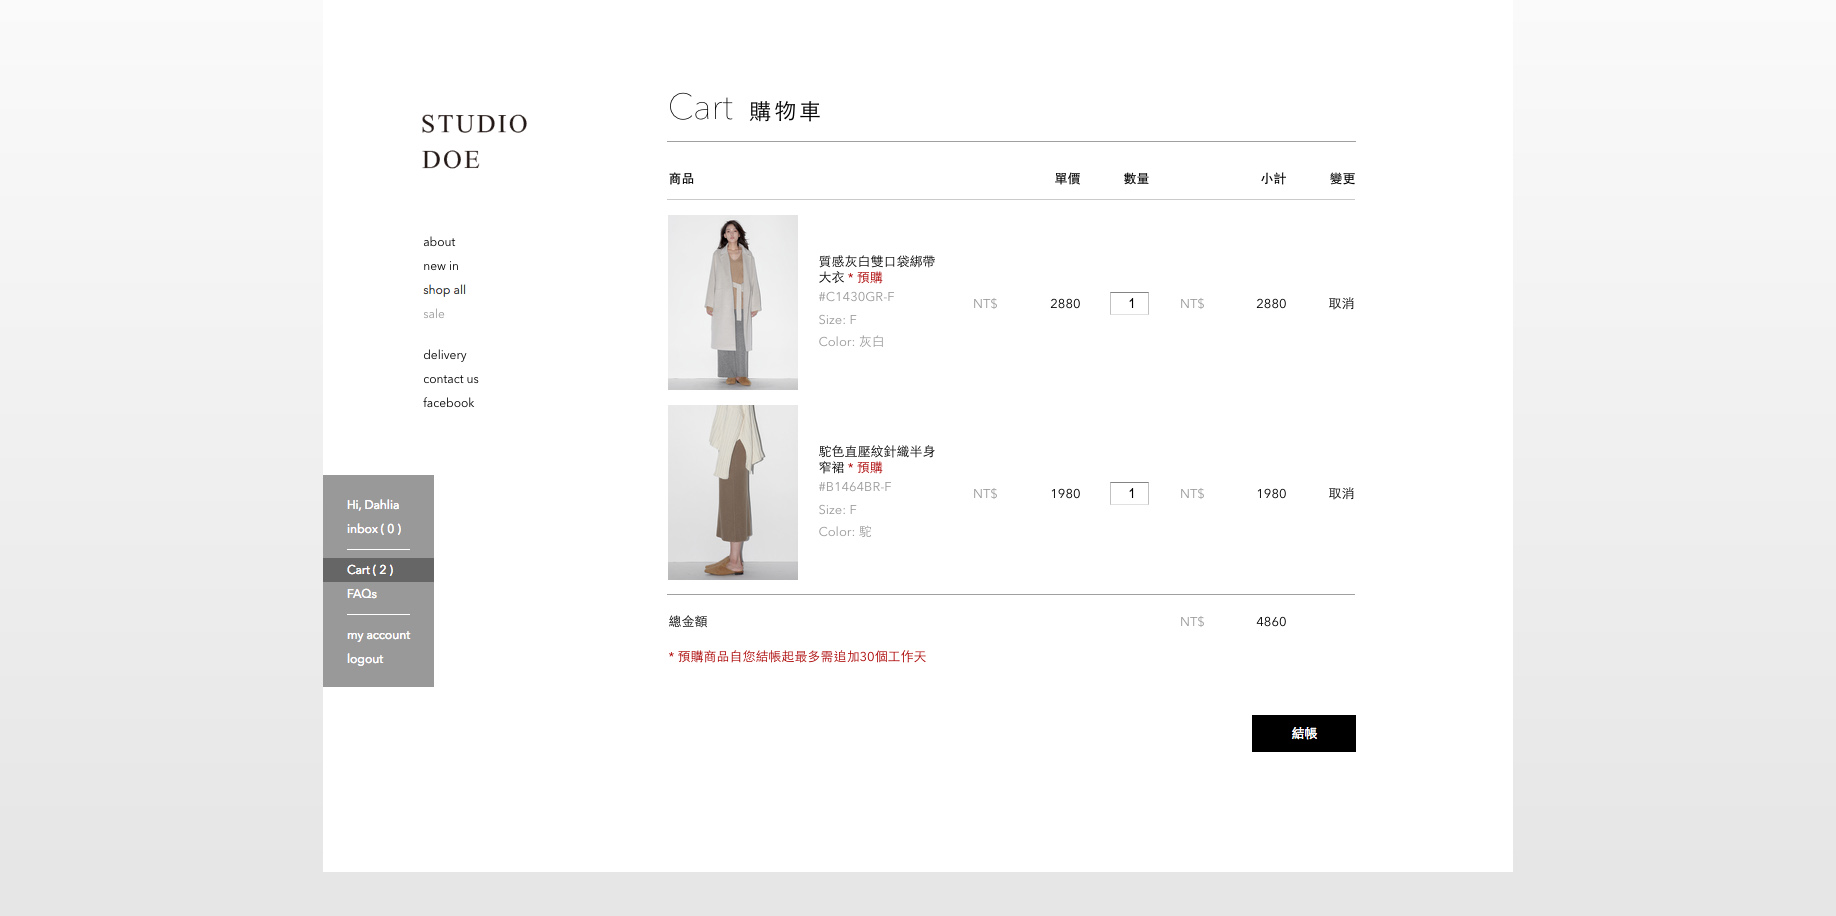 STUDIO
DOE
about
new in
shop all
sale
delivery
contact us
facebook
Hi, Dahlia
inbox ( 0 )
Cart ( 2 )
FAQs
my account
logout
Cart 購物車
商品 單價 數量 小計 變更
質感灰白雙口袋綁帶
大衣 * 預購
#C1430GR-F
Size: F
Color: 灰白
NT$ 2880 1 NT$ 2880 取消
駝色直壓紋針織半身
窄裙 * 預購
#B1464BR-F
Size: F
Color: 駝
NT$ 1980 1 NT$ 1980 取消
總金額 NT$ 4860
* 預購商品自您結帳起最多需追加30個工作天
結帳